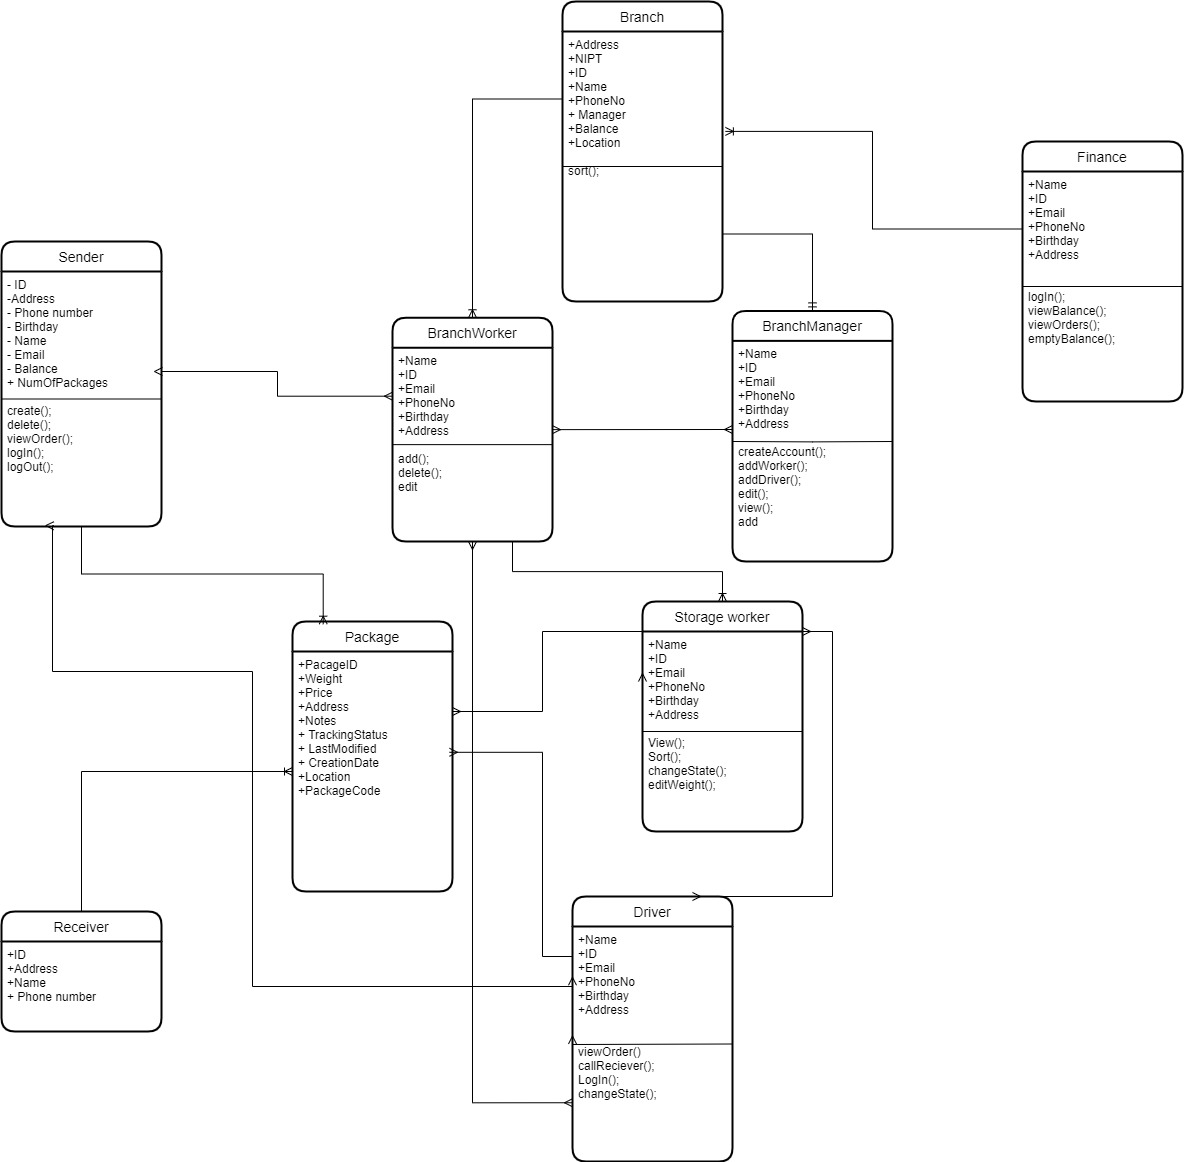 Branch
+Address
+NIPT
+ID
+Name
+PhoneNo
+ Manager
+Balance
+Location
sort();
Finance
+Name
+ID
+Email
+PhoneNo
+Birthday
+Address
logIn();
viewBalance();
viewOrders();
emptyBalance();
Sender
- ID
-Address
- Phone number
- Birthday
- Name
- Email
- Balance
+ NumOfPackages
create();
delete();
viewOrder();
logIn();
logOut();
BranchWorker
+Name
+ID
+Email
+PhoneNo
+Birthday
+Address
add();
delete();
edit
BranchManager
+Name
+ID
+Email
+PhoneNo
+Birthday
+Address
createAccount();
addWorker();
addDriver();
edit();
view();
add
Package
+PacageID
+Weight
+Price
+Address
+Notes
+ TrackingStatus
+ LastModified
+ CreationDate
+Location
+PackageCode
Storage worker
+Name
+ID
+Email
+PhoneNo
+Birthday
+Address
View();
Sort();
changeState();
editWeight();
Receiver
+ID
+Address
+Name
+ Phone number
Driver
+Name
+ID
+Email
+PhoneNo
+Birthday
+Address
viewOrder()
callReciever();
LogIn();
changeState();